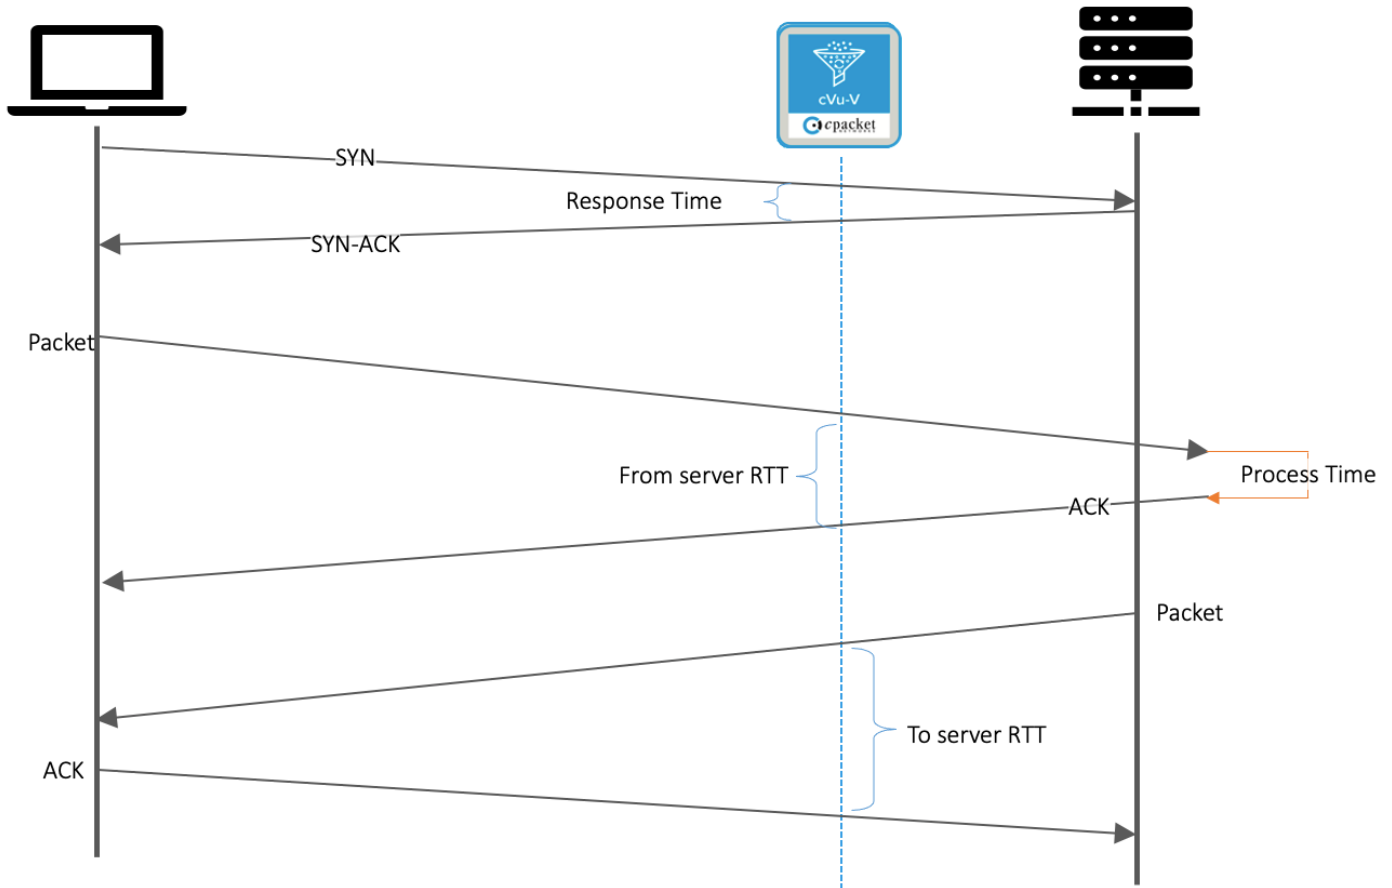 cVu-V
cpacket
NETWORKS
SYN
Response Time
SYN-ACK
Packet
From server RTT
Process Time
ACK
Packet
To server RTT
ACK